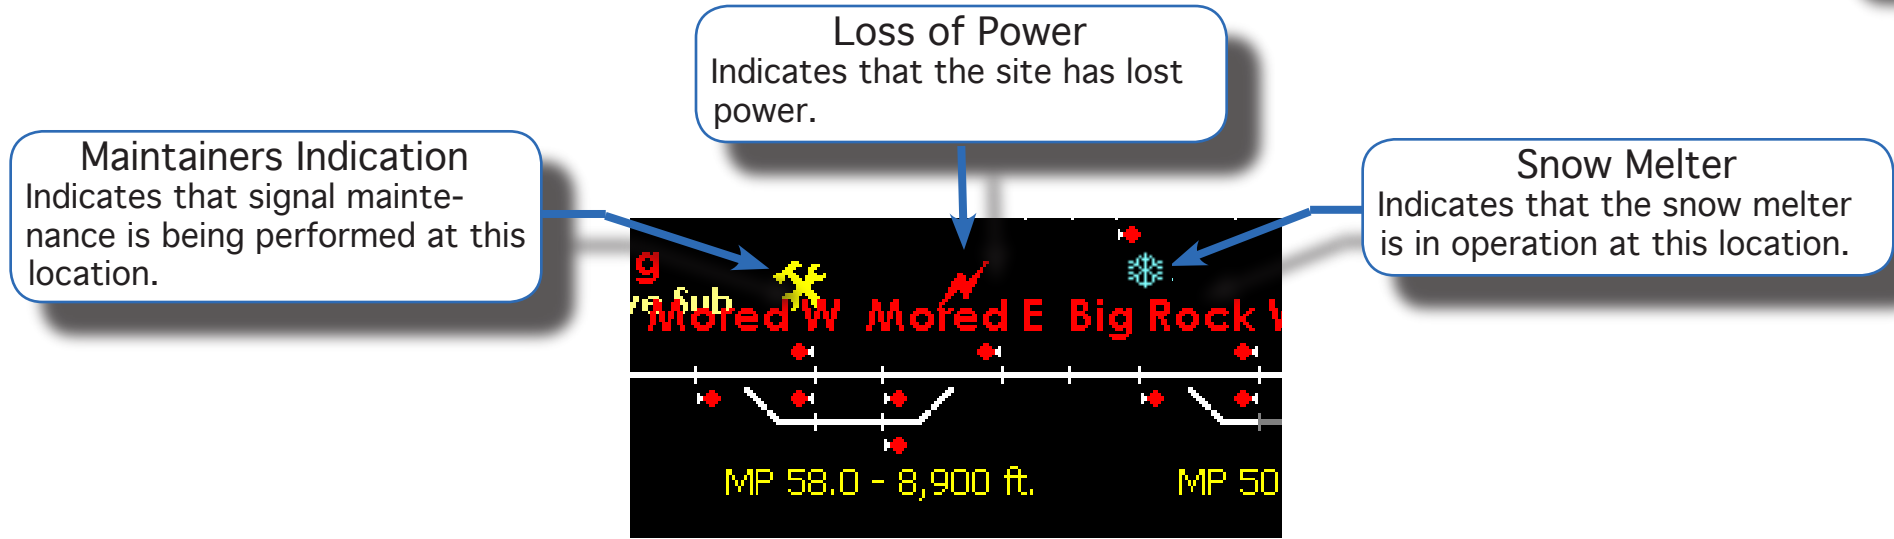 Loss of Power
Indicates that the site has lost
power.
Maintainers Indication
Indicates that signal mainte-
nance is being performed at this
location.
Snow Melter
Indicates that the snow melter
is in operation at this location.
g
ve Sub
Mored W Mored E Big Rock W
MP 58.0 - 8,900 ft. MP 50